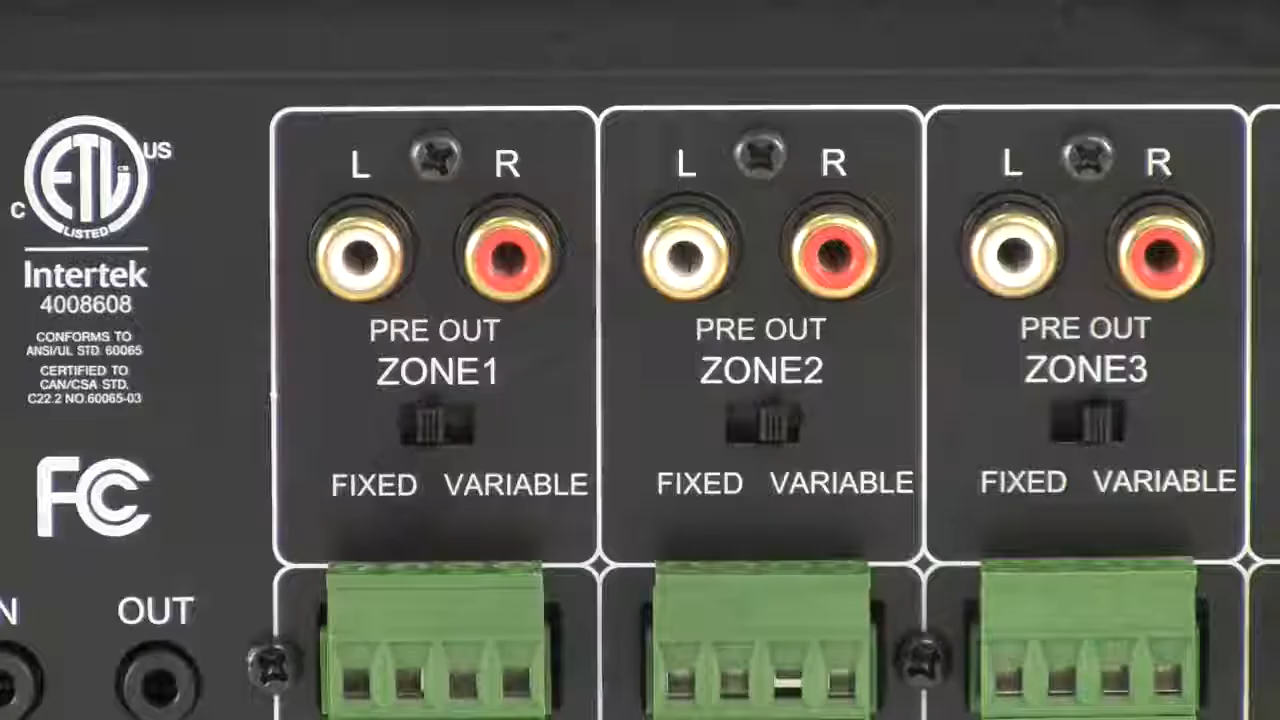 C ETL US
LISTED
Intertek
4008608
CONFORMS TO
ANSI/UL STD. 60065
CERTIFIED TO
CAN/CSA STD.
C22.2 NO.60065-03
FC
N OUT
L R
PRE OUT
ZONE1
FIXED VARIABLE
L R
PRE OUT
ZONE2
FIXED VARIABLE
L R
PRE OUT
ZONE3
FIXED VARIABLE